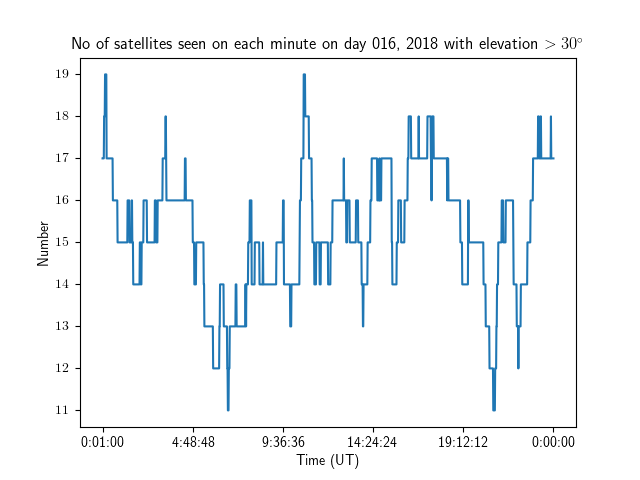 No of satellites seen on each minute on day 016, 2018 with elevation > 30°
19
18
17
16
15
14
13
12
11
Number
0:01:00 4:48:48 9:36:36 14:24:24 19:12:12 0:00:00
Time (UT)